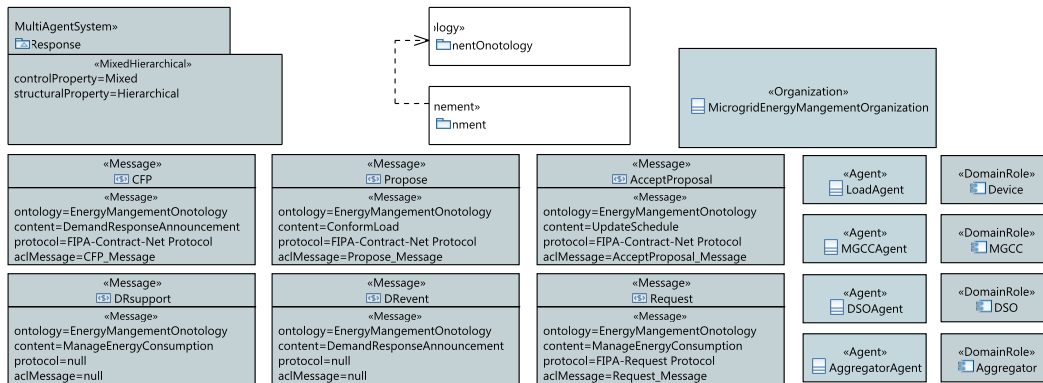 MultiAgentSystem»
Response
«MixedHierarchical»
controlProperty=Mixed
structuralProperty=Hierarchical
logy»
nentOnotology
nement»
nment
«Organization»
MicrogridEnergyMangementOrganization
«Message»
CFP
«Message»
ontology=EnergyMangementOnotology
content=DemandResponseAnnouncement
protocol=FIPA-Contract-Net Protocol
aclMessage=CFP_Message
«Message»
Propose
«Message»
ontology=EnergyMangementOnotology
content=ConformLoad
protocol=FIPA-Contract-Net Protocol
aclMessage=Propose_Message
«Message»
AcceptProposal
«Message»
ontology=EnergyMangementOnotology
content=UpdateSchedule
protocol=FIPA-Contract-Net Protocol
aclMessage=AcceptProposal_Message
«Agent»
LoadAgent
«DomainRole»
Device
«Agent»
MGCCAgent
«DomainRole»
MGCC
«Message»
DRsupport
«Message»
ontology=EnergyMangementOnotology
content=ManageEnergyConsumption
protocol=null
aclMessage=null
«Message»
DRevent
«Message»
ontology=EnergyMangementOnotology
content=DemandResponseAnnouncement
protocol=null
aclMessage=null
«Message»
Request
«Message»
ontology=EnergyMangementOnotology
content=ManageEnergyConsumption
protocol=FIPA-Request Protocol
aclMessage=Request_Message
«Agent»
DSOAgent
«DomainRole»
DSO
«Agent»
AggregatorAgent
«DomainRole»
Aggregator